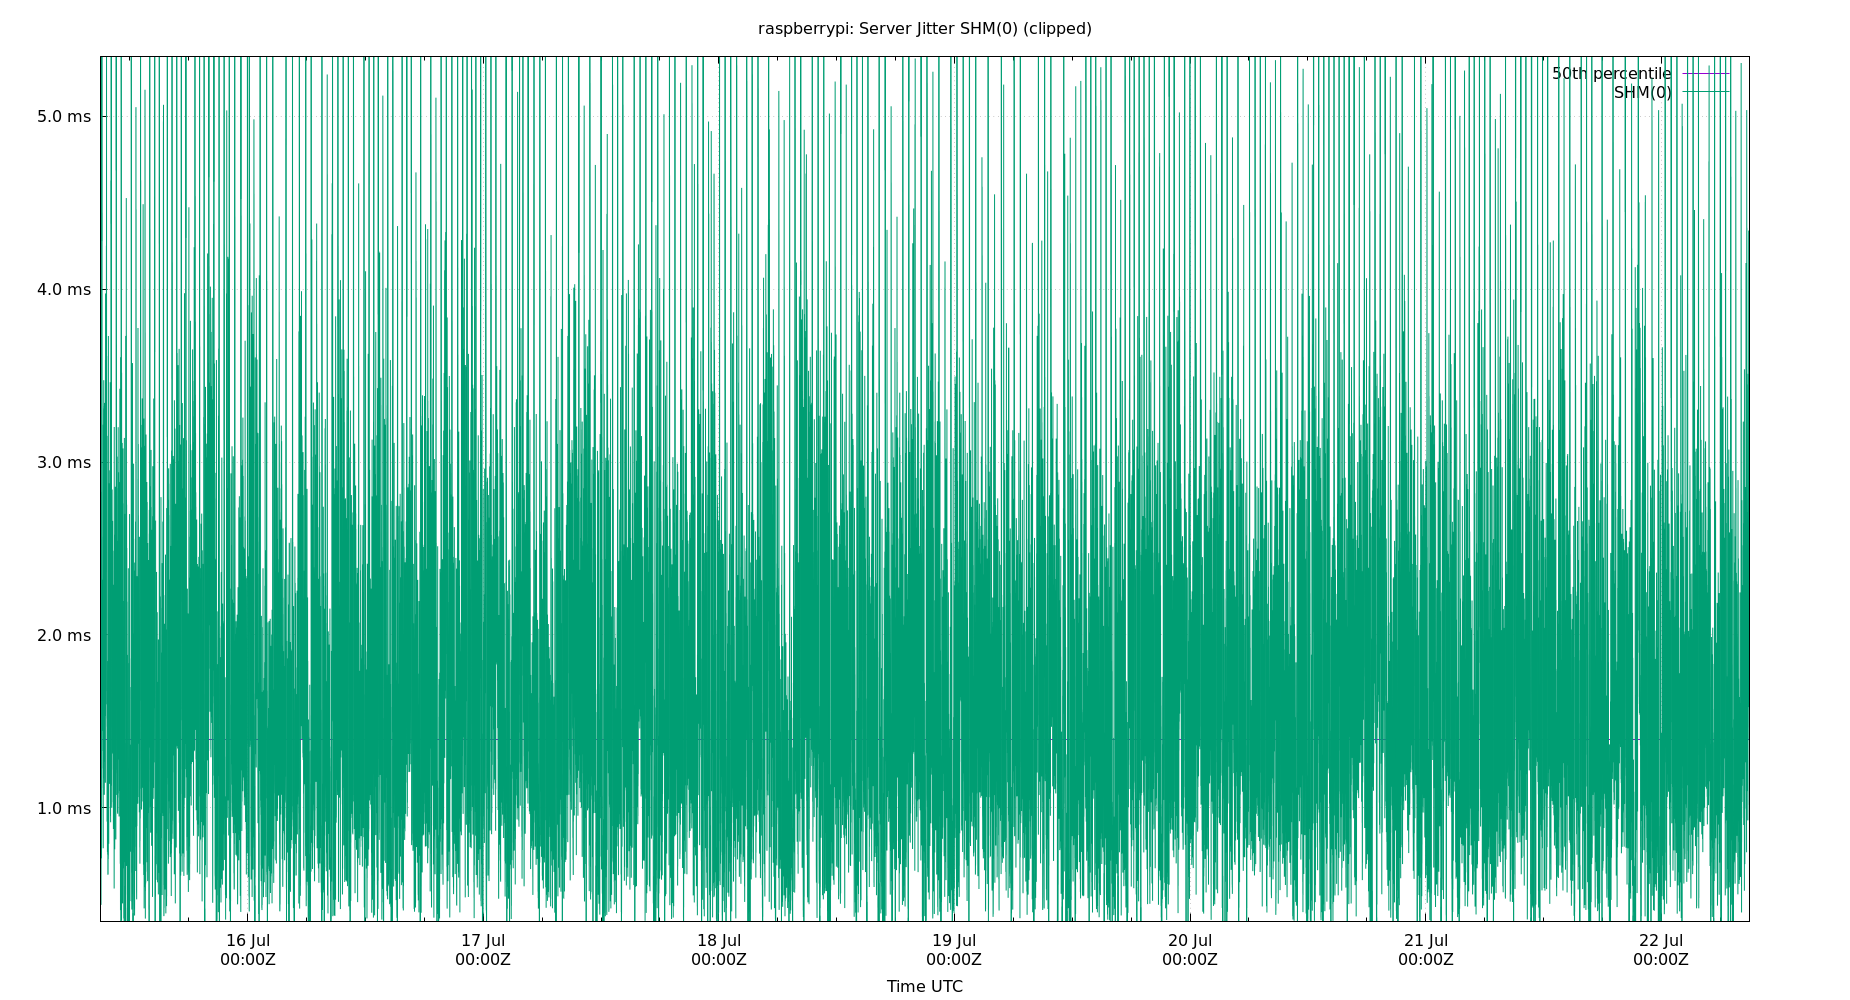 raspberrypi: Server Jitter SHM(0) (clipped)
50th percentile
SHM(0)
5.0 ms
4.0 ms
3.0 ms
2.0 ms
1.0 ms
16 Jul 17 Jul 18 Jul 19 Jul 20 Jul 21 Jul 22 Jul
00:00Z 00:00Z 00:00Z 00:00Z 00:00Z 00:00Z 00:00Z
Time UTC